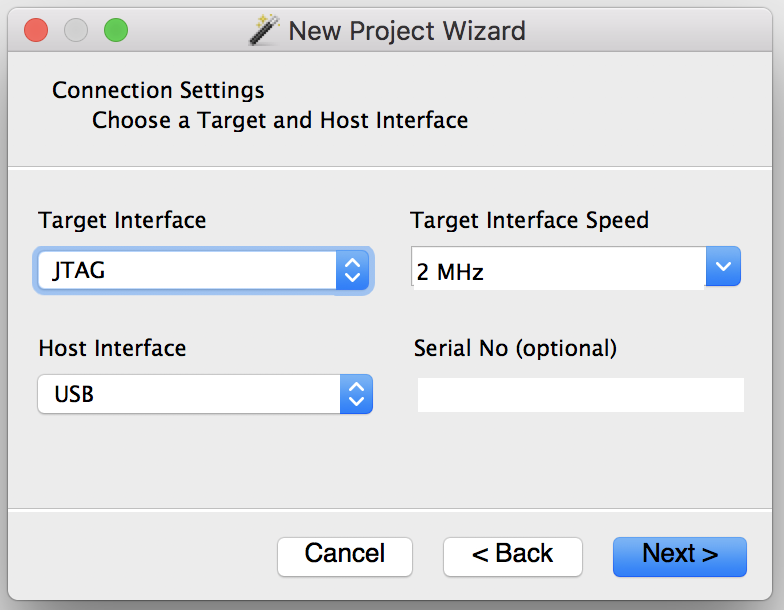 New Project Wizard
Connection Settings
Choose a Target and Host Interface
Target Interface
Target Interface Speed
JTAG
2 MHz
Host Interface
Serial No (optional)
USB
Cancel
< Back
Next >